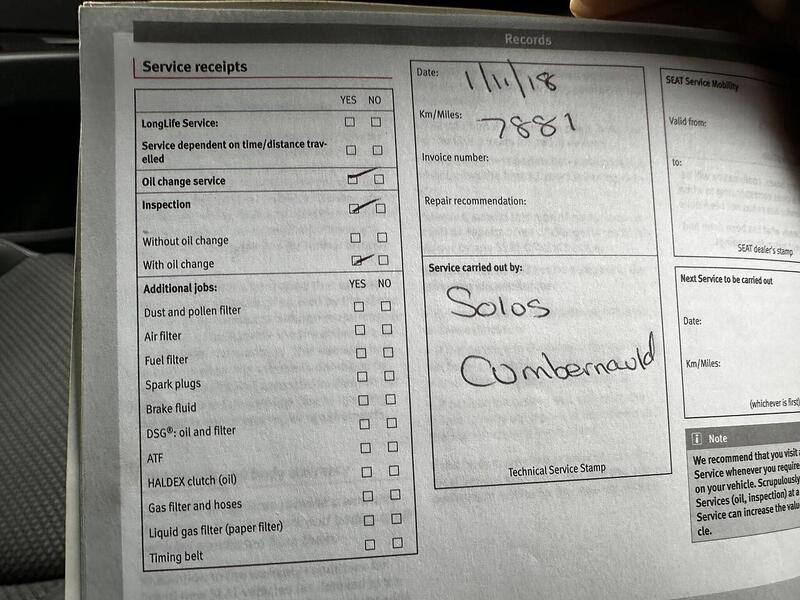 Records
Service receipts
YES NO
LongLife Service:
Service dependent on time/distance trav-
elled
Oil change service
Inspection
Without oil change
With oil change
Additional jobs: YES NO
Dust and pollen filter
Air filter
Fuel filter
Spark plugs
Brake fluid
DSG®: oil and filter
ATF
HALDEX clutch (oil)
Gas filter and hoses
Liquid gas filter (paper filter)
Timing belt
Date: 1/11/18
Km/Miles: 7881
Invoice number:
Repair recommendation:
Service carried out by:
Solos
Cumbernauld
Technical Service Stamp
SEAT Service Mobility
Valid from:
to:
SEAT dealer's stamp
Next Service to be carried out
Date:
Km/Miles:
(whichever is first)
i Note
We recommend that you visit a
Service whenever you require
on your vehicle. Scrupulously
Services (oil, inspection) at a
Service can increase the valu
cle.